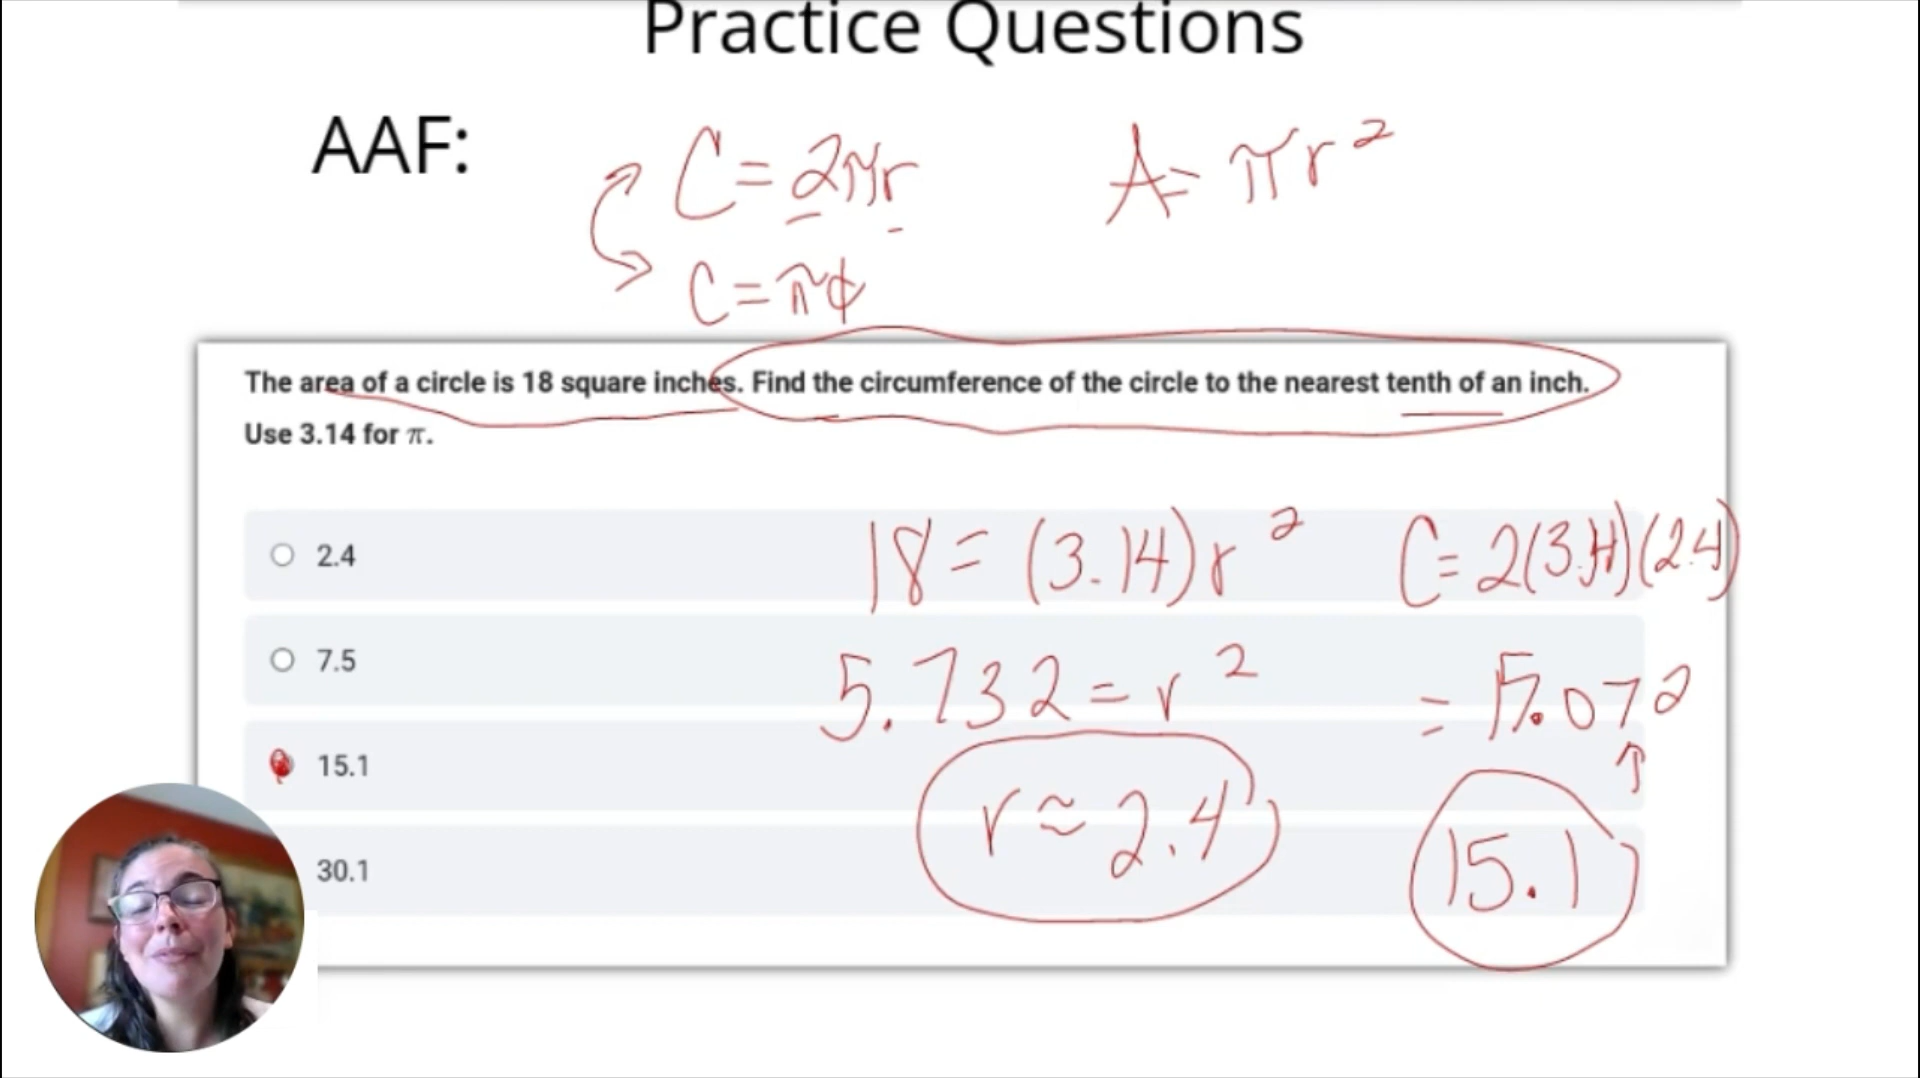 Practice Questions
AAF:
C = 2πr
A = πr²
C = πd
The area of a circle is 18 square inches. Find the circumference of the circle to the nearest tenth of an inch.
Use 3.14 for π.
2.4
7.5
15.1
30.1
18 = (3.14)r²
5.732 = r²
r ≈ 2.4
C = 2(3.14)(2.4)
= 15.072
15.1